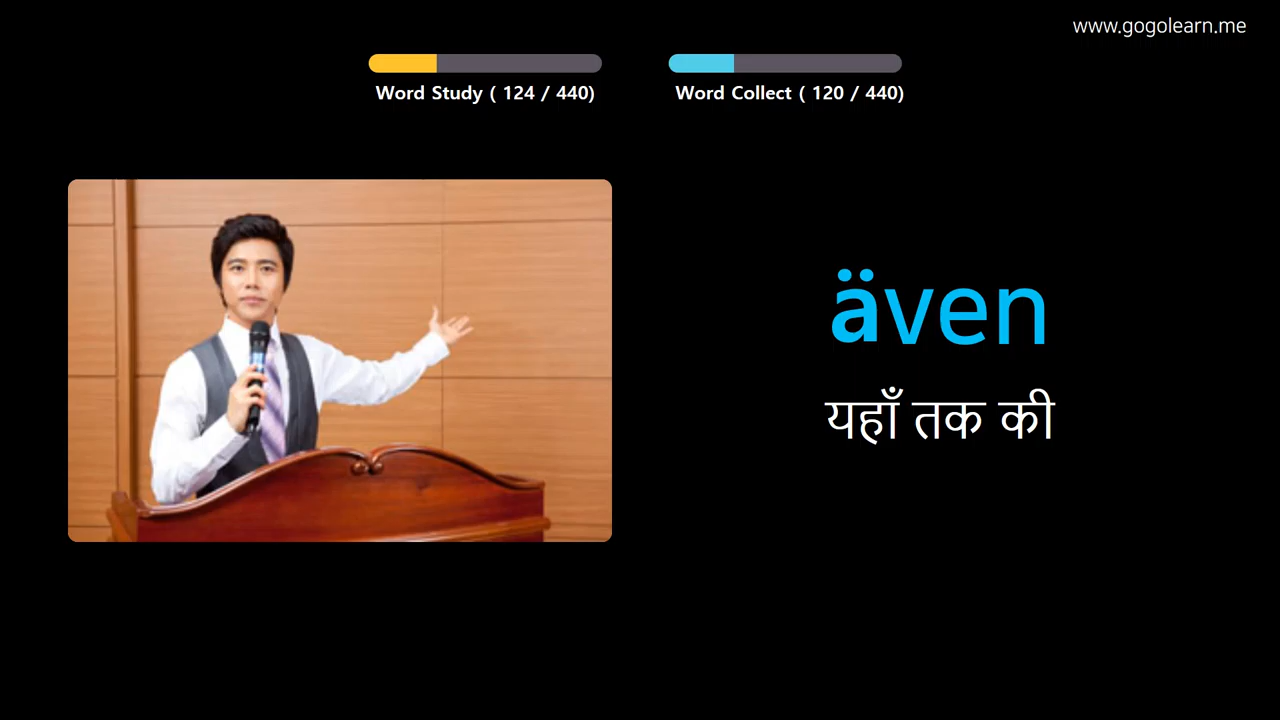 www.gogolearn.me
Word Study ( 124 / 440)
Word Collect ( 120 / 440)
även
यहाँ तक की